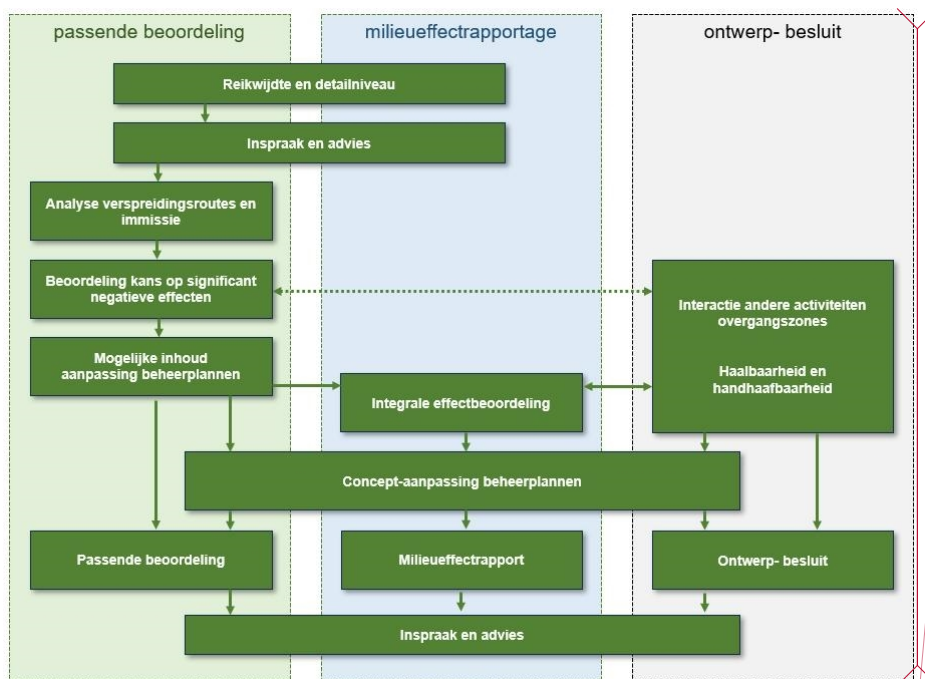 passende beoordeling
milieueffectrapportage
ontwerp- besluit
Reikwijdte en detailniveau
Inspraak en advies
Analyse verspreidingsroutes en
immissie
Beoordeling kans op significant
negatieve effecten
Interactie andere activiteiten
overgangszones
Mogelijke inhoud
aanpassing beheerplannen
Haalbaarheid en
handhaafbaarheid
Integrale effectbeoordeling
Concept-aanpassing beheerplannen
Passende beoordeling
Milieueffectrapport
Ontwerp- besluit
Inspraak en advies